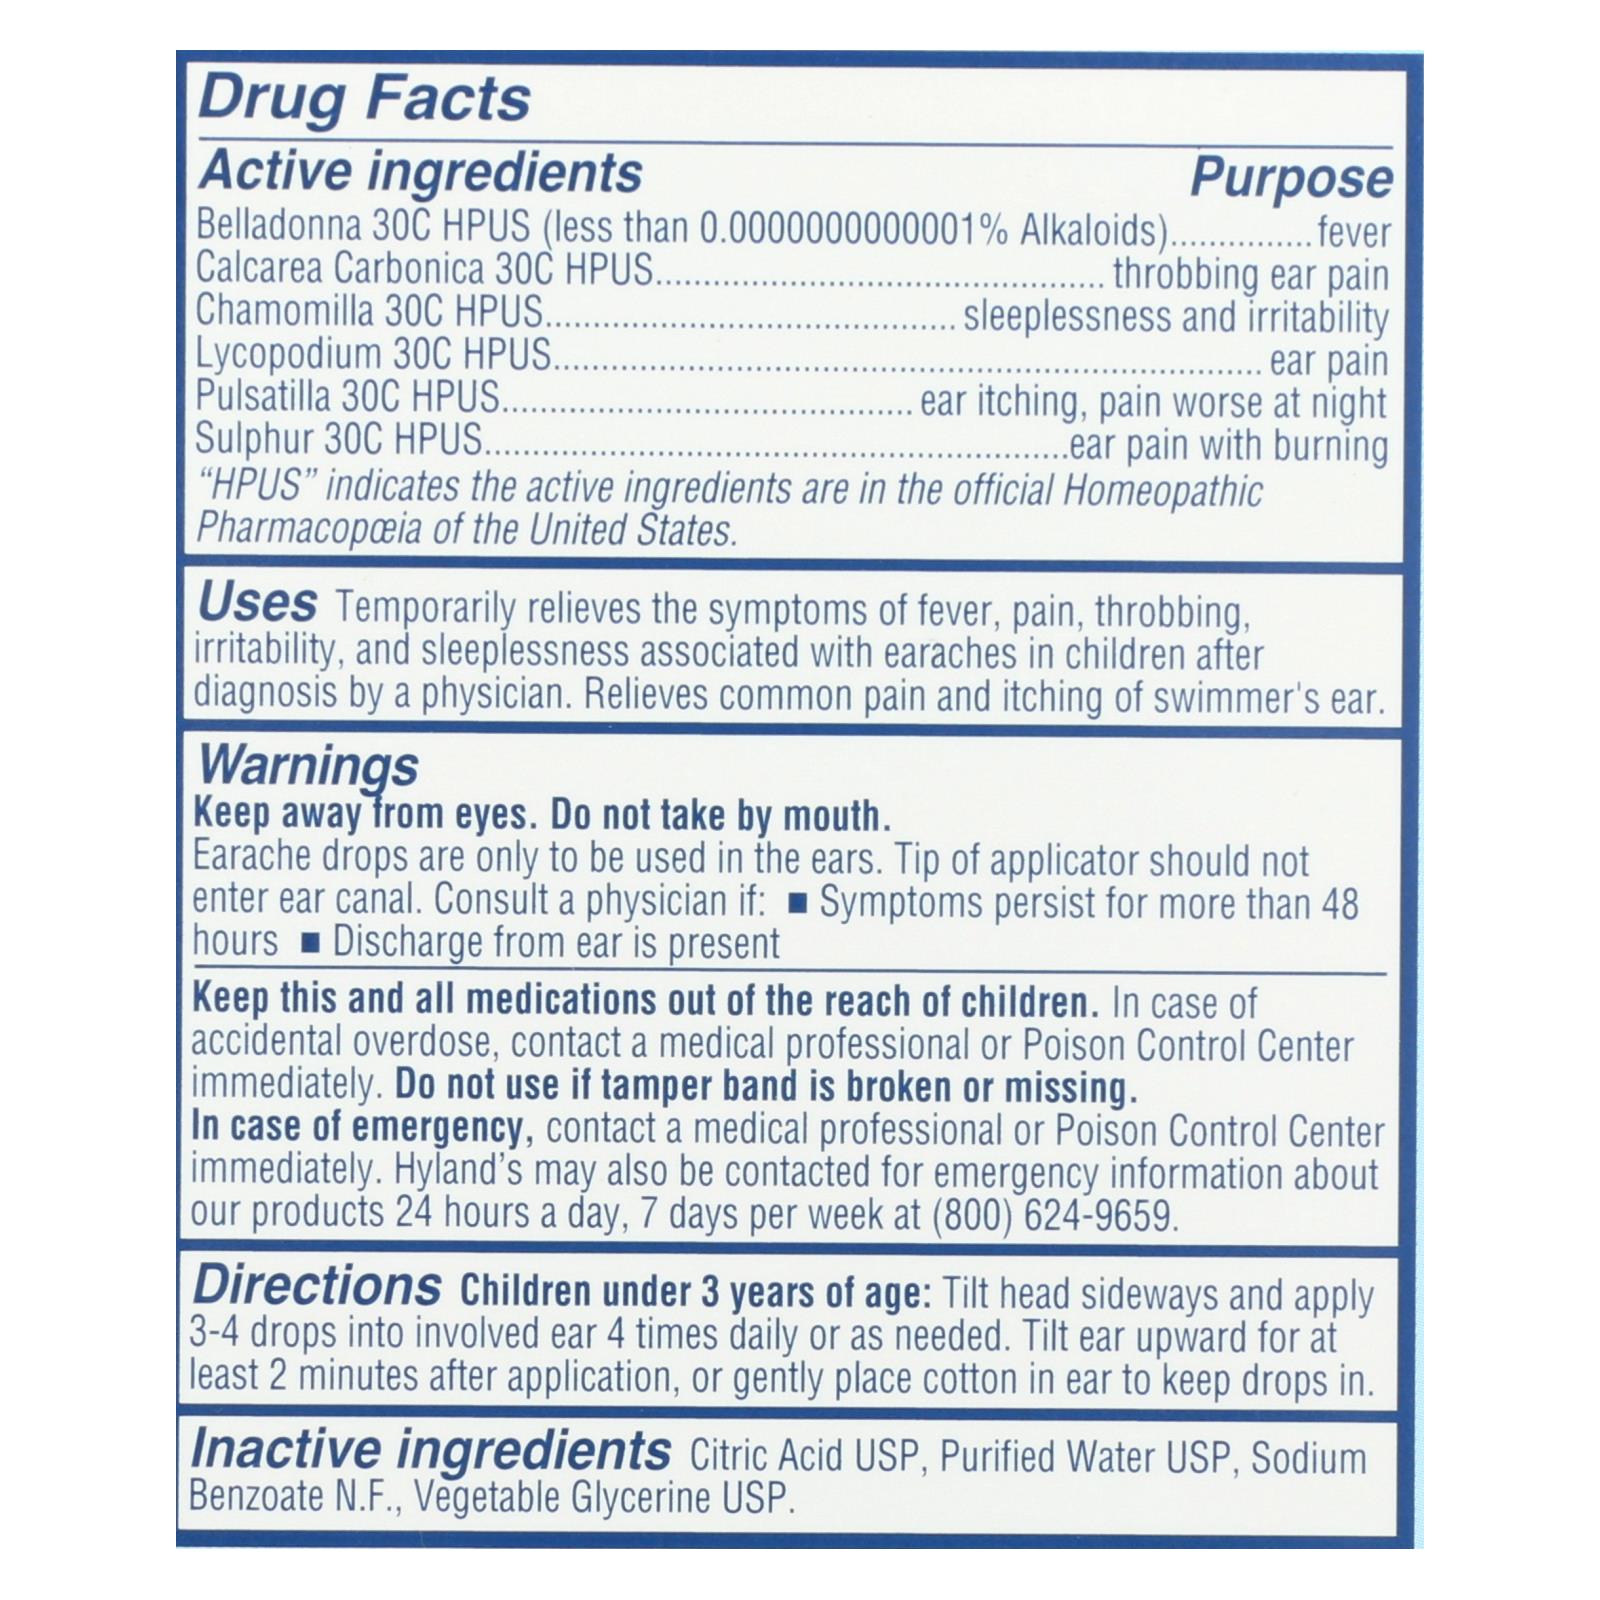 Drug Facts
Active ingredients Purpose
Belladonna 30C HPUS (less than 0.0000000000001% Alkaloids)...............fever
Calcarea Carbonica 30C HPUS............................................... throbbing ear pain
Chamomilla 30C HPUS........................................... sleeplessness and irritability
Lycopodium 30C HPUS.......................................................................... ear pain
Pulsatilla 30C HPUS........................................... ear itching, pain worse at night
Sulphur 30C HPUS.............................................................ear pain with burning
“HPUS” indicates the active ingredients are in the official Homeopathic
Pharmacopœia of the United States.
Uses Temporarily relieves the symptoms of fever, pain, throbbing,
irritability, and sleeplessness associated with earaches in children after
diagnosis by a physician. Relieves common pain and itching of swimmer's ear.
Warnings
Keep away from eyes. Do not take by mouth.
Earache drops are only to be used in the ears. Tip of applicator should not
enter ear canal. Consult a physician if: ■ Symptoms persist for more than 48
hours ■ Discharge from ear is present
Keep this and all medications out of the reach of children. In case of
accidental overdose, contact a medical professional or Poison Control Center
immediately. Do not use if tamper band is broken or missing.
In case of emergency, contact a medical professional or Poison Control Center
immediately. Hyland’s may also be contacted for emergency information about
our products 24 hours a day, 7 days per week at (800) 624-9659.
Directions Children under 3 years of age: Tilt head sideways and apply
3-4 drops into involved ear 4 times daily or as needed. Tilt ear upward for at
least 2 minutes after application, or gently place cotton in ear to keep drops in.
Inactive ingredients Citric Acid USP, Purified Water USP, Sodium
Benzoate N.F., Vegetable Glycerine USP.